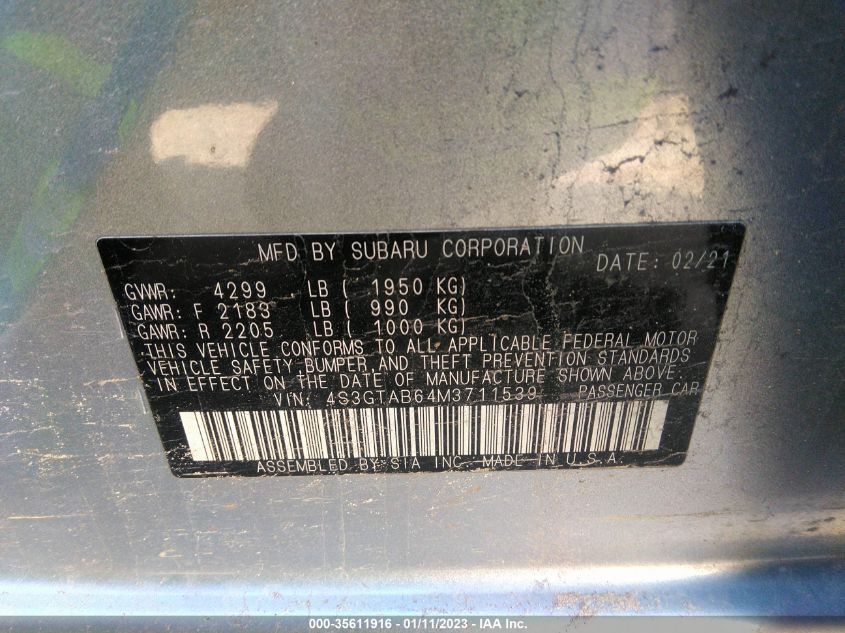 MFD BY SUBARU CORPORATION DATE: 02/21
GVWR: 4299 LB ( 1950 KG)
GAWR: F 2183 LB ( 990 KG)
GAWR: R 2205 LB ( 1000 KG)
THIS VEHICLE CONFORMS TO ALL APPLICABLE FEDERAL MOTOR
VEHICLE SAFETY,BUMPER,AND THEFT PREVENTION STANDARDS
IN EFFECT ON THE DATE OF MANUFACTURE SHOWN ABOVE.
VIN: 4S3GTAB64M3711539 PASSENGER CAR
ASSEMBLED BY SIA INC. MADE IN U.S.A.
000-35611916 - 01/11/2023 - IAA Inc.